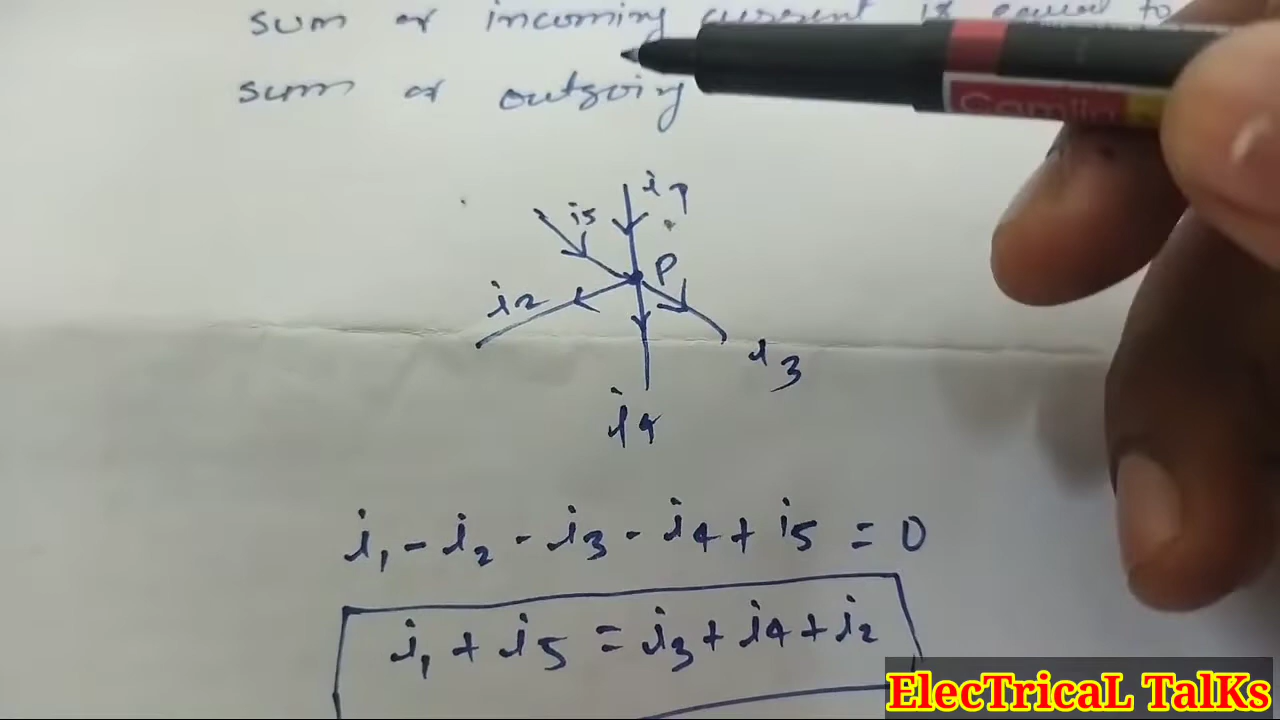 sum of incoming current is equal to
sum of outgoing
i1
i5
P
i2
i3
i4
i1 - i2 - i3 - i4 + i5 = 0
i1 + i5 = i3 + i4 + i2
Camlin
ElecTricaL TalKs